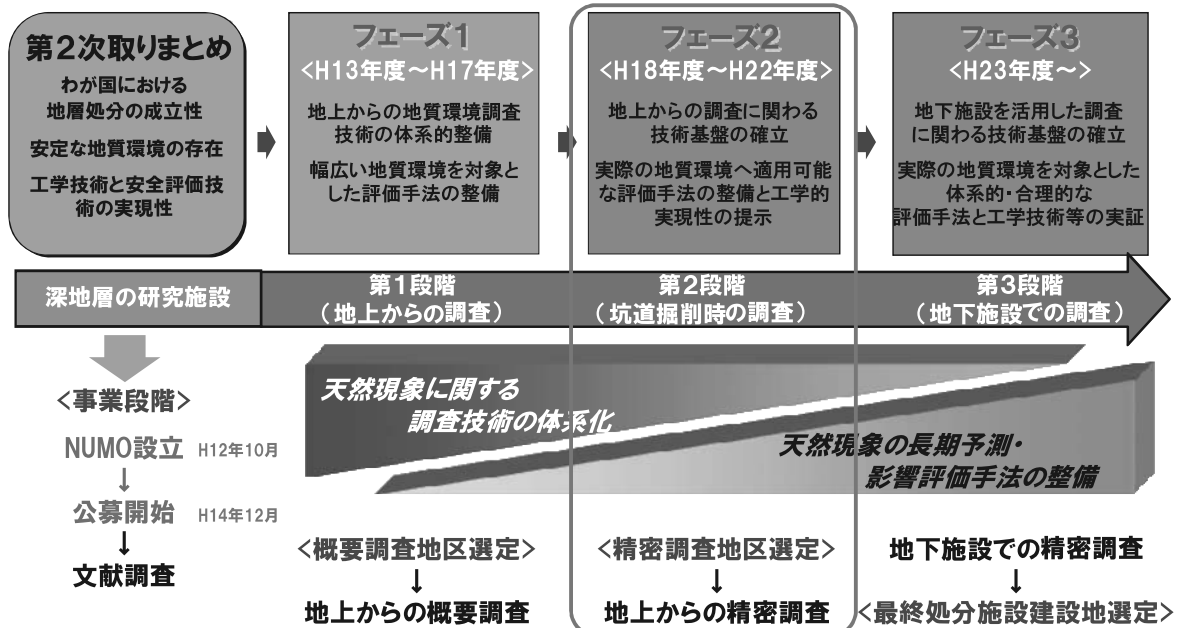 第2次取りまとめ
わが国における
地層処分の成立性
安定な地質環境の存在
工学技術と安全評価技
術の実現性
フェーズ1
<H13年度~H17年度>
地上からの地質環境調査
技術の体系的整備
幅広い地質環境を対象と
した評価手法の整備
フェーズ2
<H18年度~H22年度>
地上からの調査に関わる
技術基盤の確立
実際の地質環境へ適用可能
な評価手法の整備と工学的
実現性の提示
フェーズ3
<H23年度~>
地下施設を活用した調査
に関わる技術基盤の確立
実際の地質環境を対象とした
体系的・合理的な
評価手法と工学技術等の実証
深地層の研究施設
第1段階
(地上からの調査)
第2段階
(坑道掘削時の調査)
第3段階
(地下施設での調査)
天然現象に関する
調査技術の体系化
天然現象の長期予測・
影響評価手法の整備
<事業段階>
NUMO設立 H12年10月
↓
公募開始 H14年12月
↓
文献調査
<概要調査地区選定>
↓
地上からの概要調査
<精密調査地区選定>
↓
地上からの精密調査
地下施設での精密調査
↓
<最終処分施設建設地選定>